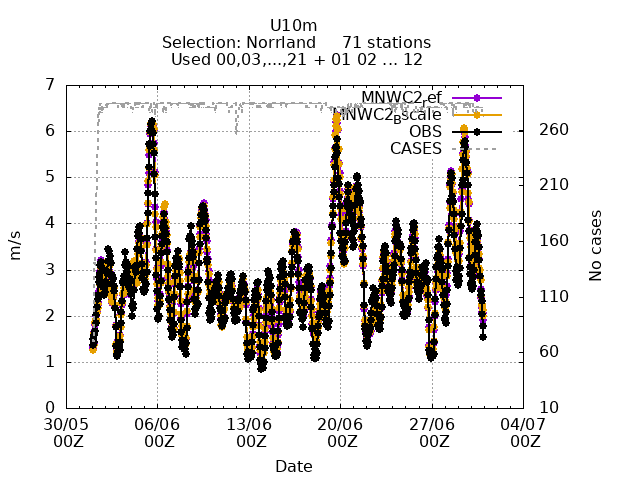 U10m
Selection: Norrland 71 stations
Used 00,03,...,21 + 01 02 ... 12
7
6
5
4
3
2
1
0
m/s
MNWC2_ref
MNWC2_Bscale
OBS
CASES
260
210
160
110
60
10
No cases
30/05 06/06 13/06 20/06 27/06 04/07
00Z 00Z 00Z 00Z 00Z 00Z
Date